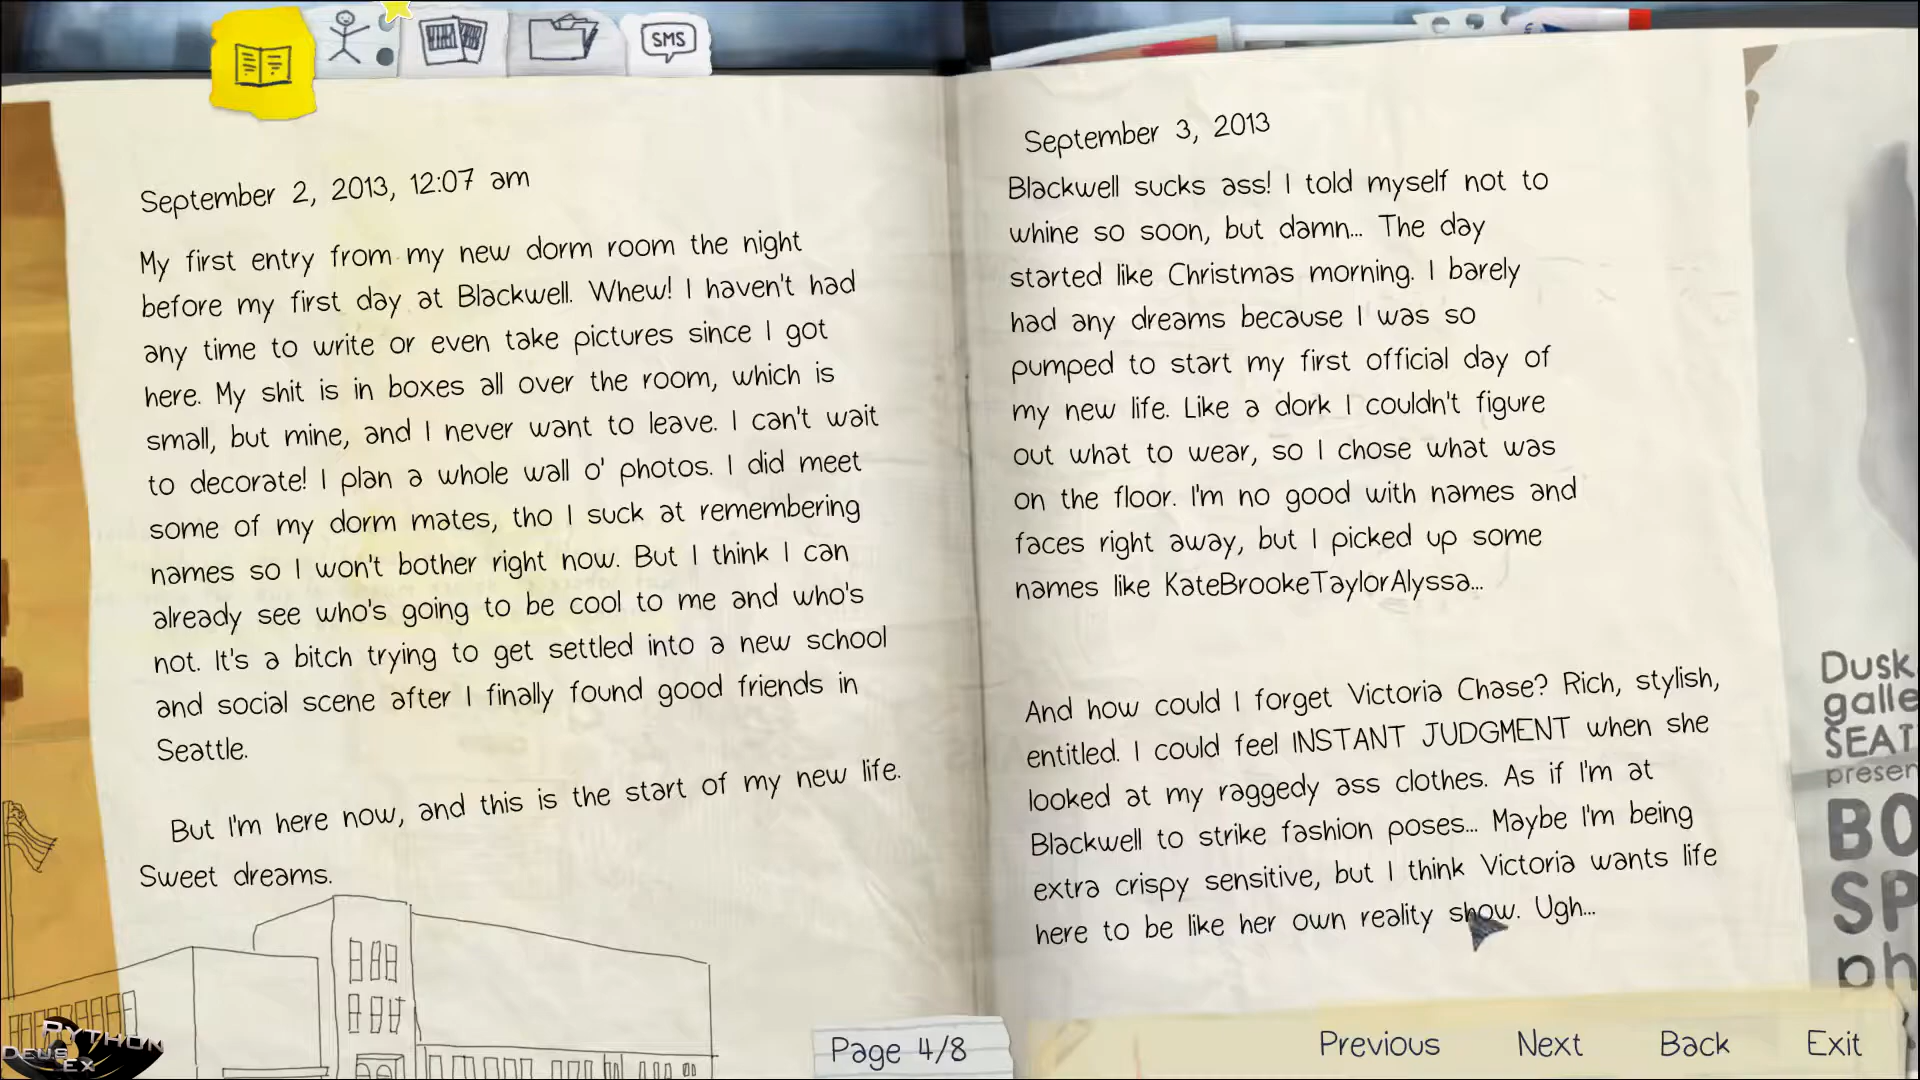 SMS
September 2, 2013, 12:07 am
My first entry from my new dorm room the night
before my first day at Blackwell. Whew! I haven't had
any time to write or even take pictures since I got
here. My shit is in boxes all over the room, which is
small, but mine, and I never want to leave. I can't wait
to decorate! I plan a whole wall o' photos. I did meet
some of my dorm mates, tho I suck at remembering
names so I won't bother right now. But I think I can
already see who's going to be cool to me and who's
not. It's a bitch trying to get settled into a new school
and social scene after I finally found good friends in
Seattle.
But I'm here now, and this is the start of my new life.
Sweet dreams.
September 3, 2013
Blackwell sucks ass! I told myself not to
whine so soon, but damn... The day
started like Christmas morning. I barely
had any dreams because I was so
pumped to start my first official day of
my new life. Like a dork I couldn't figure
out what to wear, so I chose what was
on the floor. I'm no good with names and
faces right away, but I picked up some
names like KateBrookeTaylorAlyssa...
And how could I forget Victoria Chase? Rich, stylish,
entitled. I could feel INSTANT JUDGMENT when she
looked at my raggedy ass clothes. As if I'm at
Blackwell to strike fashion poses... Maybe I'm being
extra crispy sensitive, but I think Victoria wants life
here to be like her own reality show. Ugh...
Dusk
galle
SEAT
presen
BO
SP
ph
PYTHON
DEUS
EX
Page 4/8
Previous Next Back Exit